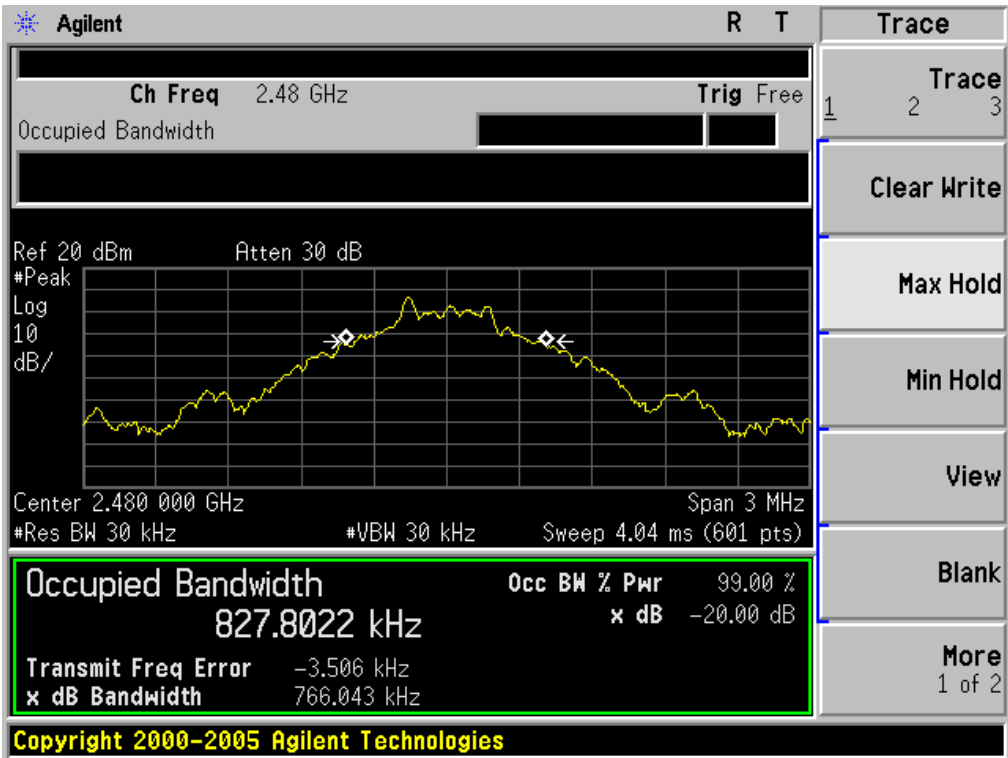 Agilent R T
Trace
Ch Freq 2.48 GHz Trig Free
Occupied Bandwidth
Ref 20 dBm Atten 30 dB
#Peak
Log
10
dB/
Center 2.480 000 GHz Span 3 MHz
#Res BW 30 kHz #VBW 30 kHz Sweep 4.04 ms (601 pts)
Occupied Bandwidth
827.8022 kHz
Occ BW % Pwr 99.00 %
x dB -20.00 dB
Transmit Freq Error -3.506 kHz
x dB Bandwidth 766.043 kHz
Copyright 2000-2005 Agilent Technologies
Trace
1 2 3
Clear Write
Max Hold
Min Hold
View
Blank
More
1 of 2